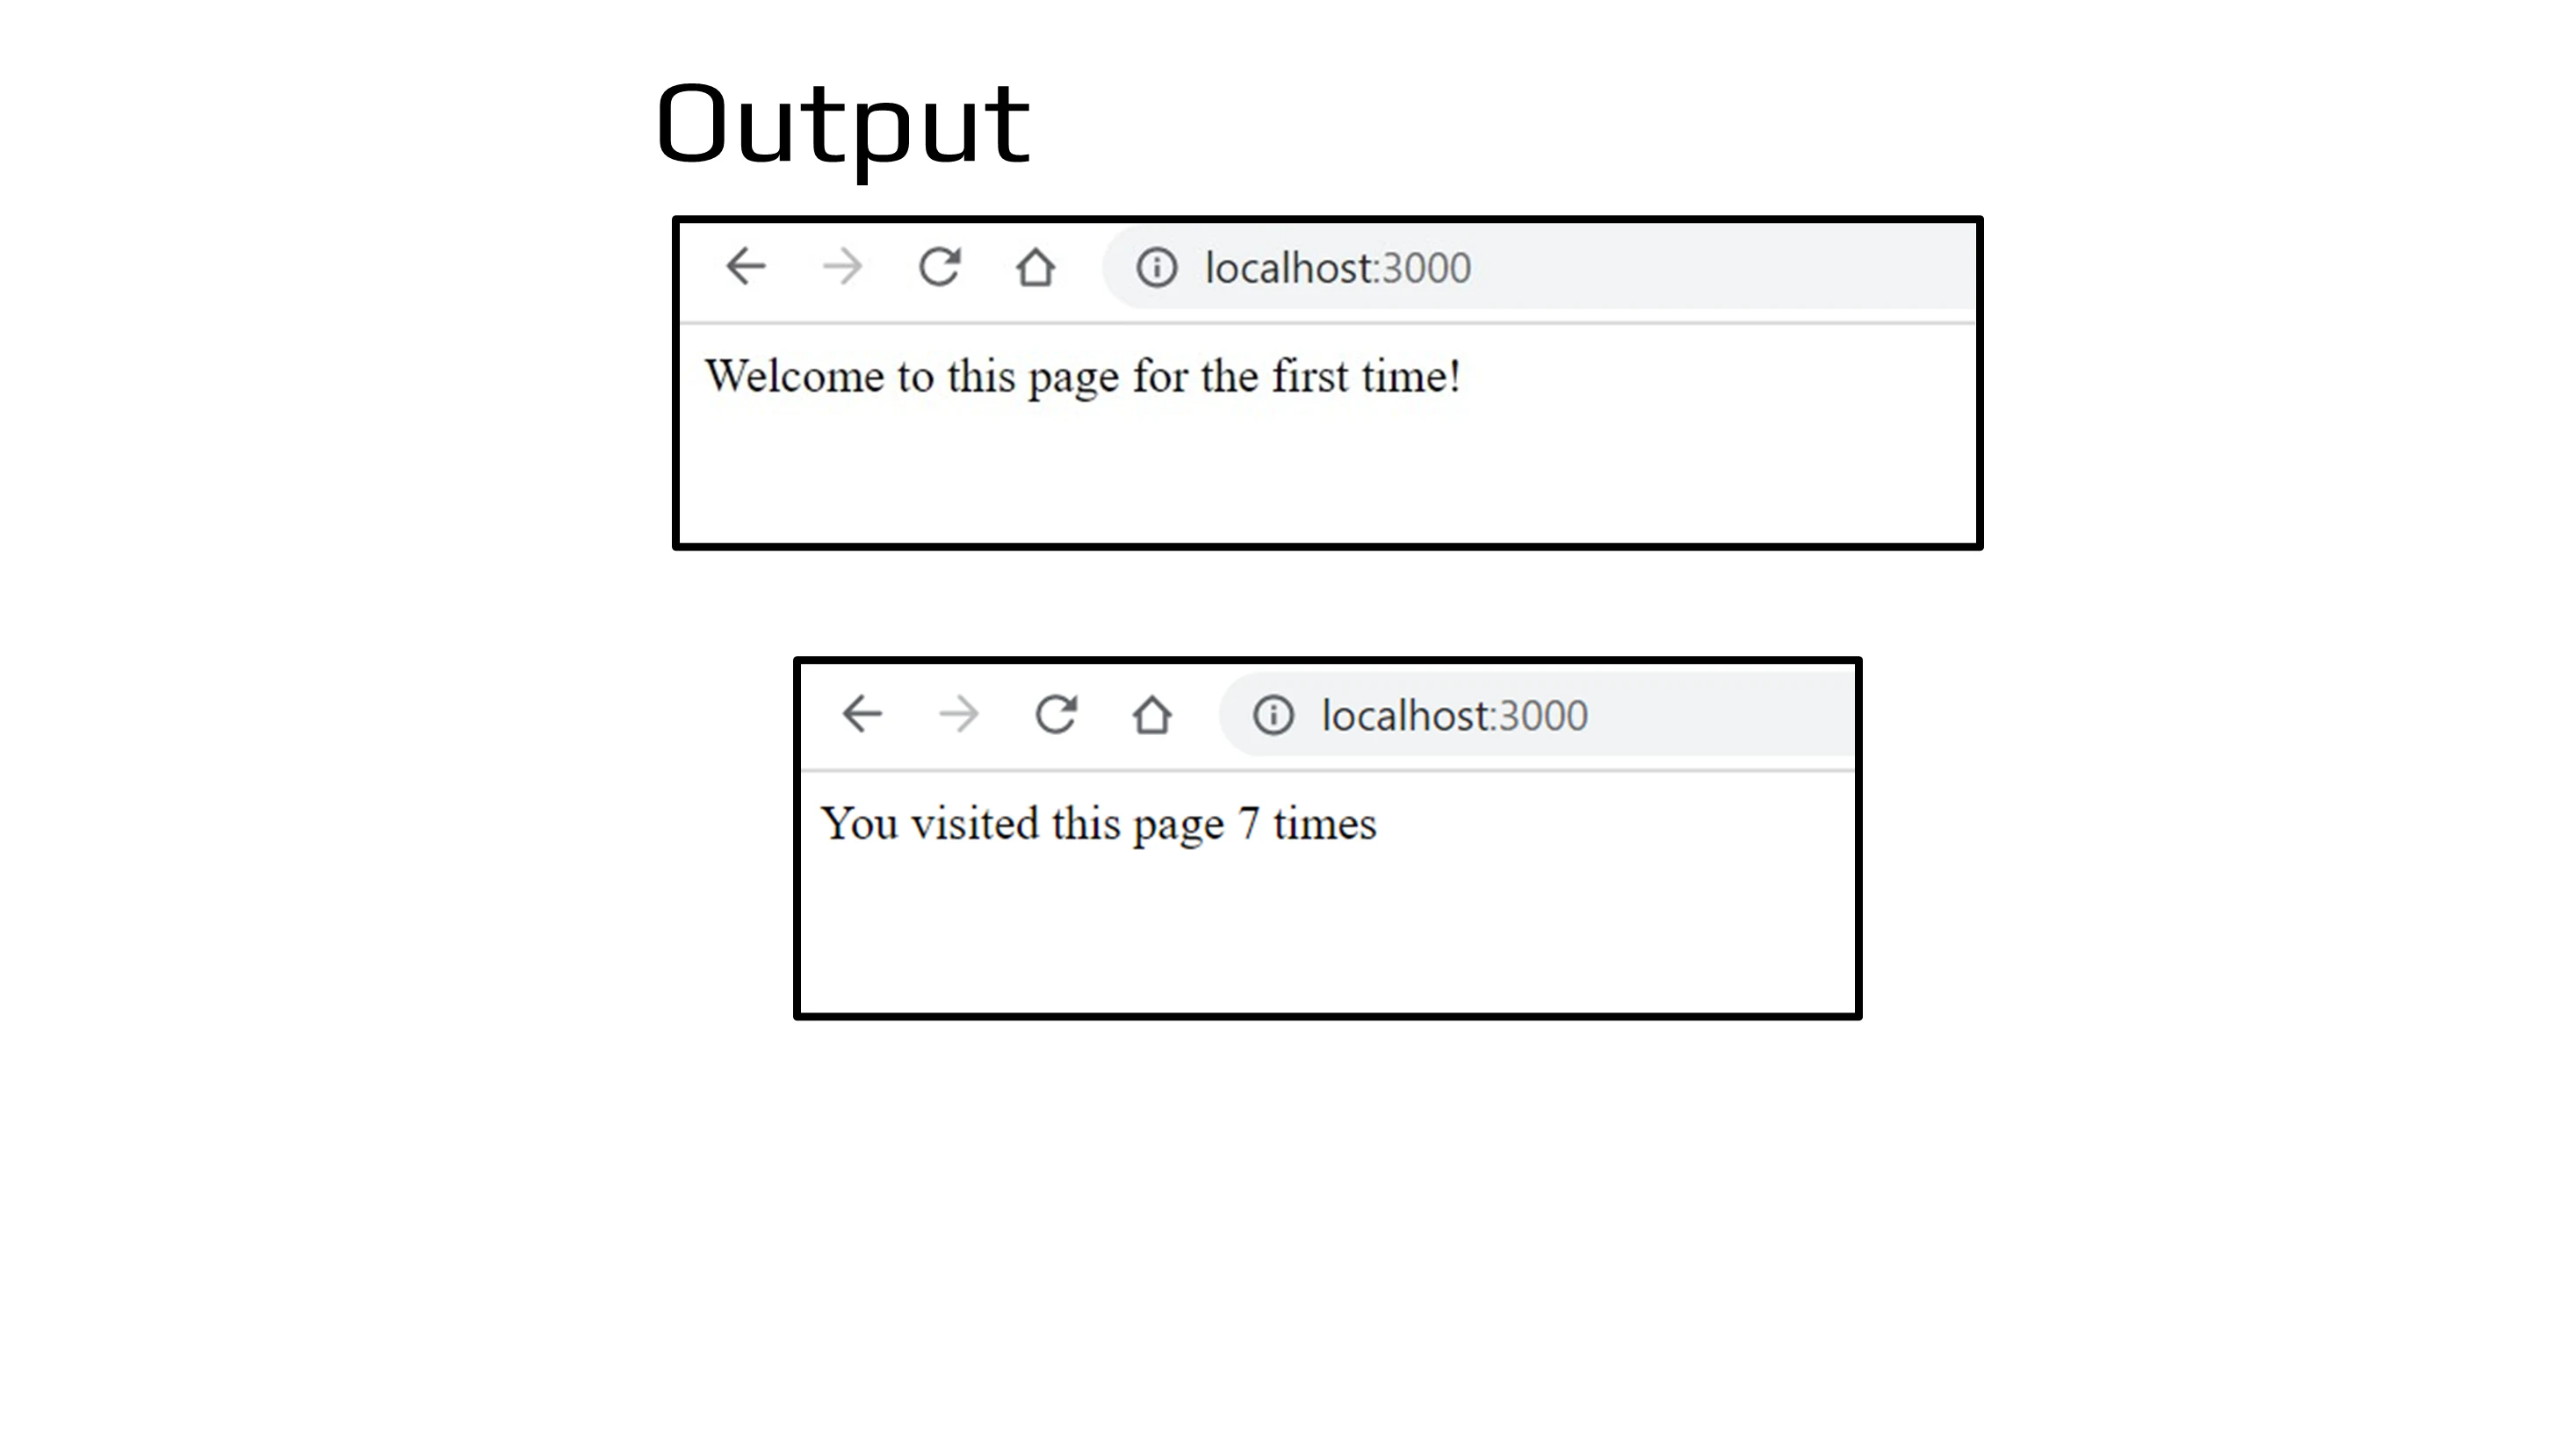 Output
localhost:3000
Welcome to this page for the first time!
localhost:3000
You visited this page 7 times